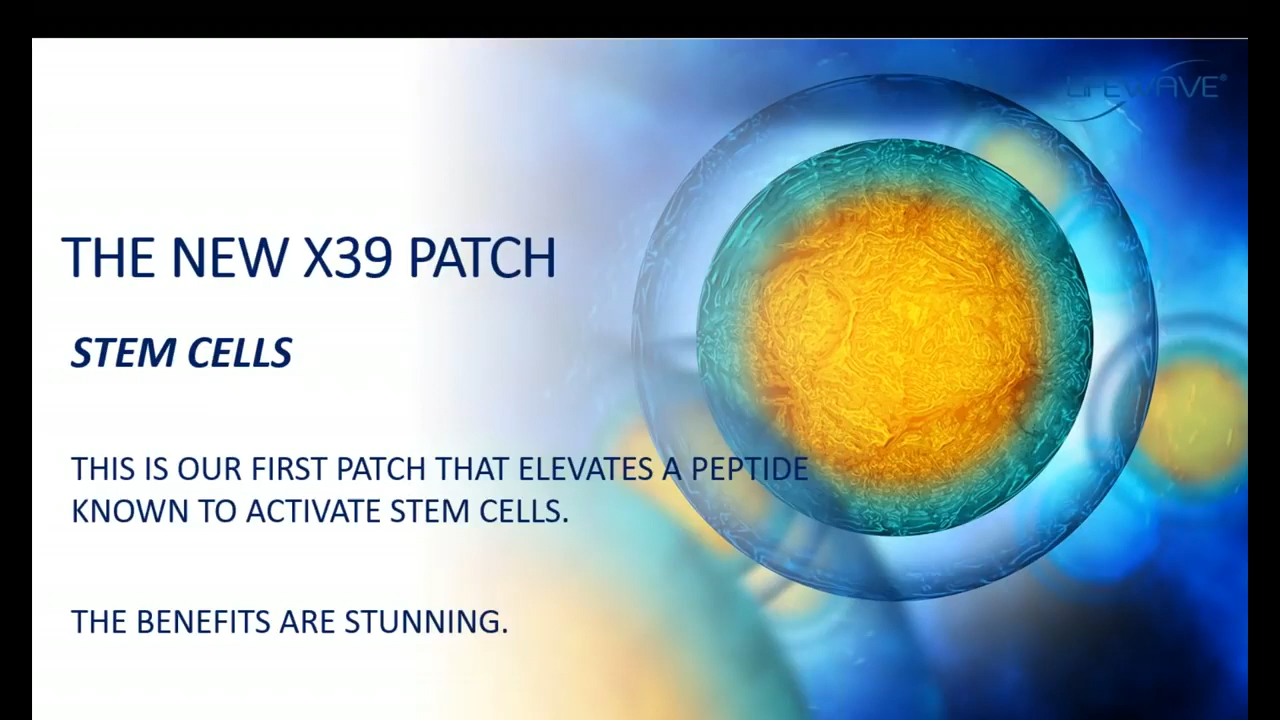 LIFEWAVE®
THE NEW X39 PATCH
STEM CELLS
THIS IS OUR FIRST PATCH THAT ELEVATES A PEPTIDE
KNOWN TO ACTIVATE STEM CELLS.
THE BENEFITS ARE STUNNING.